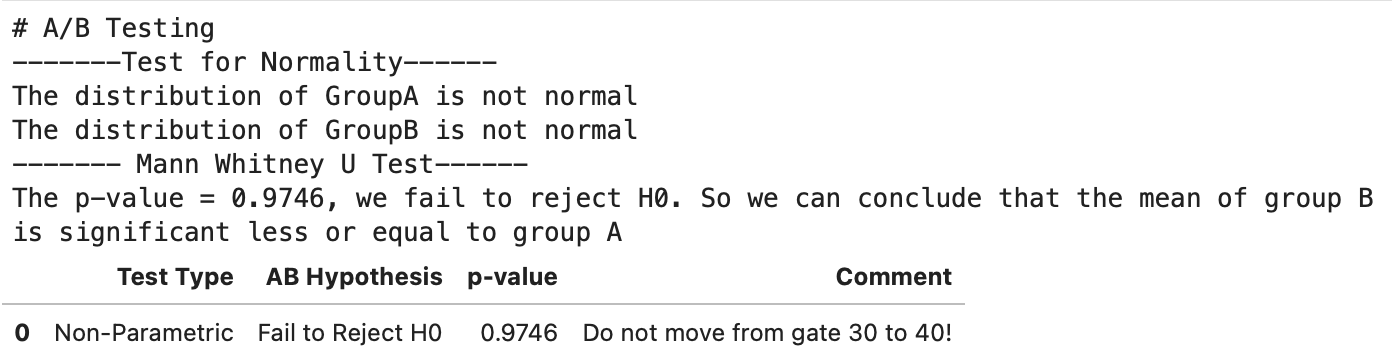 # A/B Testing
-------Test for Normality------
The distribution of GroupA is not normal
The distribution of GroupB is not normal
------- Mann Whitney U Test------
The p-value = 0.9746, we fail to reject H0. So we can conclude that the mean of group B
is significant less or equal to group A
Test Type AB Hypothesis p-value Comment
0 Non-Parametric Fail to Reject H0 0.9746 Do not move from gate 30 to 40!